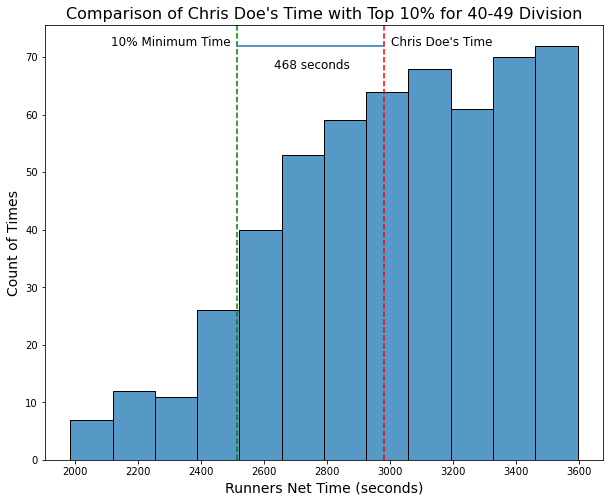 Comparison of Chris Doe's Time with Top 10% for 40-49 Division
10% Minimum Time
Chris Doe's Time
468 seconds
Count of Times
70
60
50
40
30
20
10
0
2000 2200 2400 2600 2800 3000 3200 3400 3600
Runners Net Time (seconds)